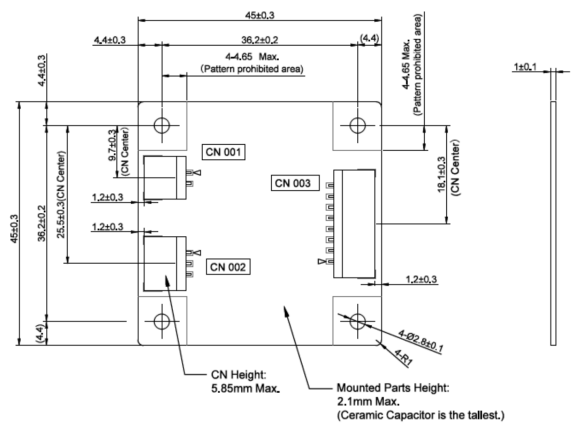 45±0.3
4.4±0.3
36.2±0.2
(4.4)
4-4.65 Max.
(Pattern prohibited area)
4-4.65 Max.
(Pattern prohibited area)
1±0.1
4.4±0.3
45±0.3
36.2±0.2
(4.4)
25.5±0.3(CN Center)
9.7±0.3
(CN Center)
1.2±0.3
1.2±0.3
CN 001
CN 002
CN 003
18.1±0.3
(CN Center)
1.2±0.3
4-Ø2.8±0.1
4-R1
CN Height:
5.85mm Max.
Mounted Parts Height:
2.1mm Max.
(Ceramic Capacitor is the tallest.)